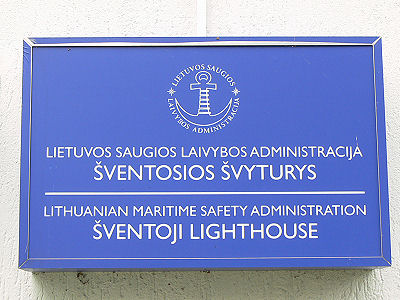 LIETUVOS SAUGIOS
LAIVYBOS ADMINISTRACIJA
LIETUVOS SAUGIOS LAIVYBOS ADMINISTRACIJA
ŠVENTOSIOS ŠVYTURYS
LITHUANIAN MARITIME SAFETY ADMINISTRATION
ŠVENTOJI LIGHTHOUSE